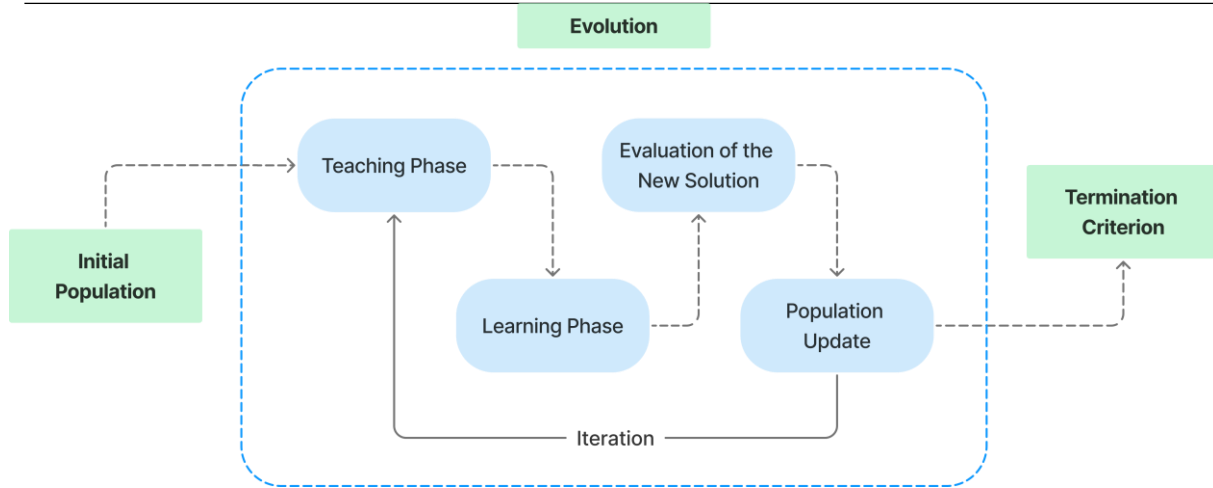 Evolution
Teaching Phase
Evaluation of the
New Solution
Termination
Criterion
Initial
Population
Learning Phase
Population
Update
Iteration